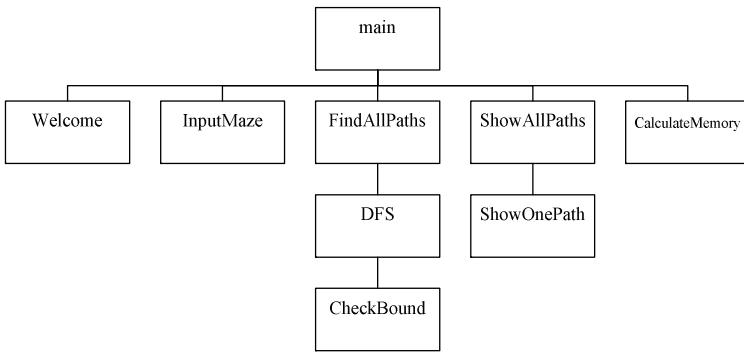 main
Welcome
InputMaze
FindAllPaths
ShowAllPaths
CalculateMemory
DFS
ShowOnePath
CheckBound